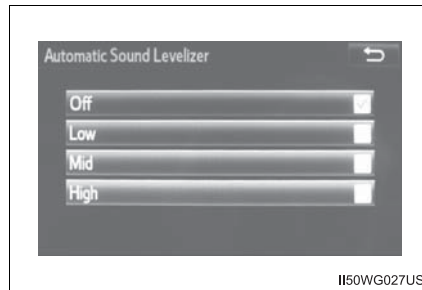 Automatic Sound Levelizer
Off
Low
Mid
High
II50WG027US